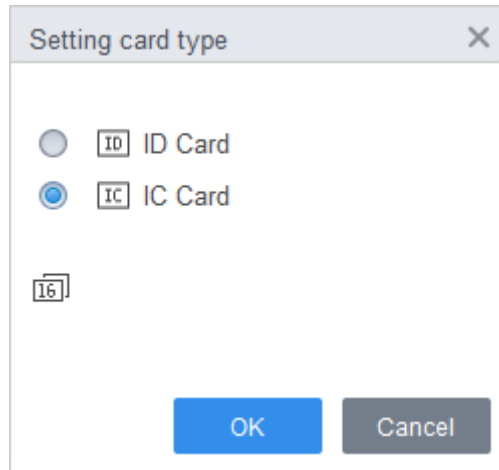 Setting card type
ID ID Card
IC IC Card
16
OK Cancel